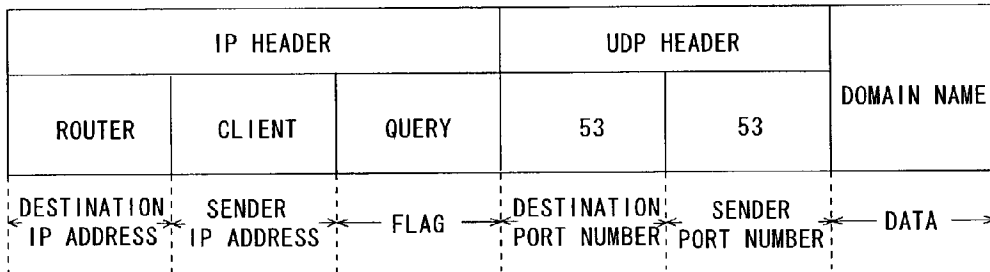 IP HEADER UDP HEADER
DOMAIN NAME
ROUTER CLIENT QUERY 53 53
DESTINATION IP ADDRESS
SENDER IP ADDRESS
FLAG
DESTINATION PORT NUMBER
SENDER PORT NUMBER
DATA